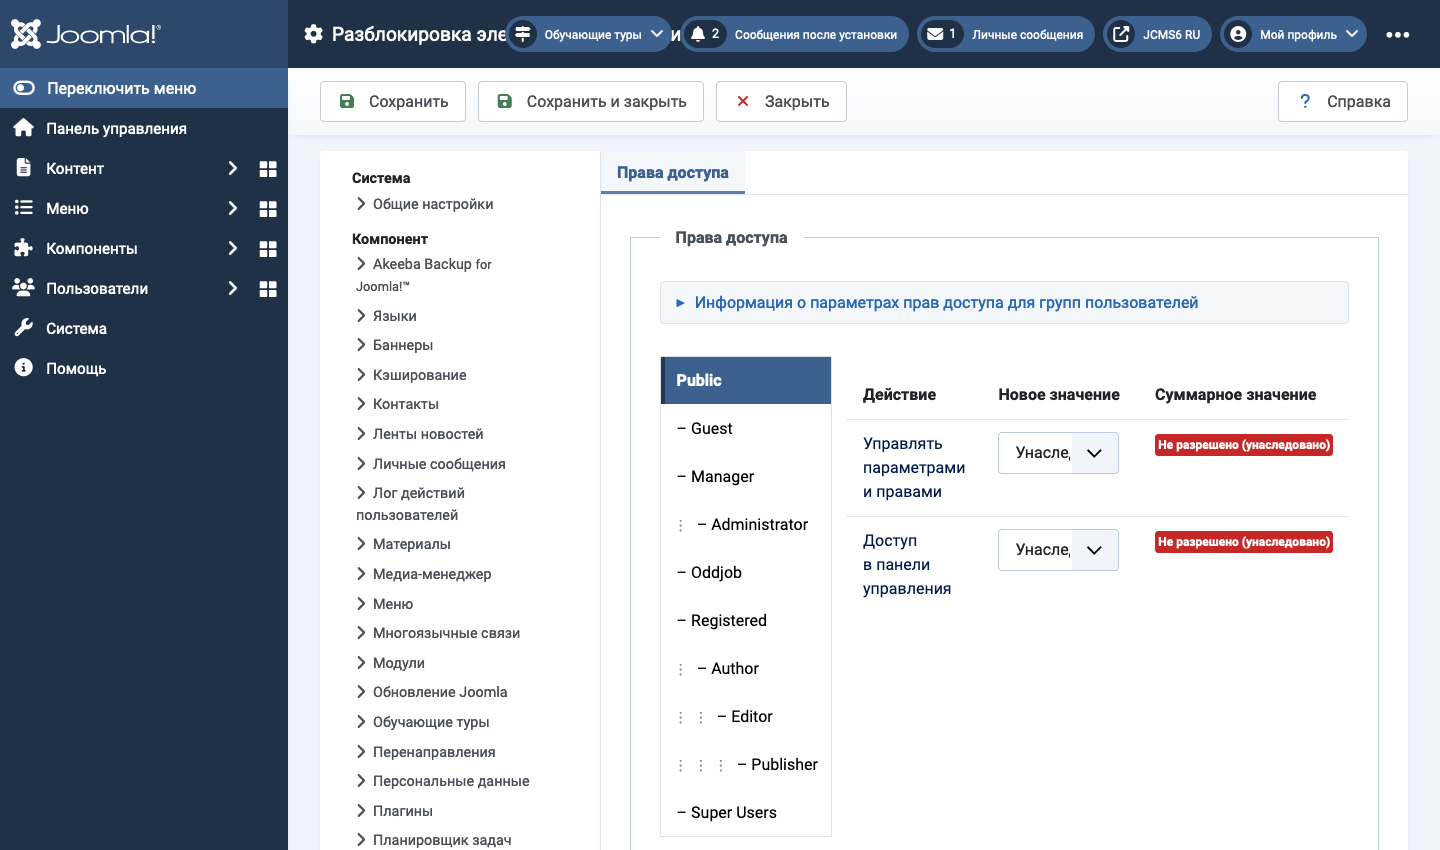 Joomla!®
Разблокировка эле
Обучающие туры
и
2
Сообщения после установки
1
Личные сообщения
JCMS6 RU
Мой профиль
Переключить меню
Панель управления
Контент
Меню
Компоненты
Пользователи
Система
Помощь
Сохранить
Сохранить и закрыть
Закрыть
? Справка
Система
Общие настройки
Компонент
Akeeba Backup for
Joomla!™
Языки
Баннеры
Кэширование
Контакты
Ленты новостей
Личные сообщения
Лог действий
пользователей
Материалы
Медиа-менеджер
Меню
Многоязычные связи
Модули
Обновление Joomla
Обучающие туры
Перенаправления
Персональные данные
Плагины
Планировщик задач
Права доступа
Права доступа
Информация о параметрах прав доступа для групп пользователей
Public
– Guest
– Manager
⋮ – Administrator
– Oddjob
– Registered
⋮ – Author
⋮ ⋮ – Editor
⋮ ⋮ ⋮ – Publisher
– Super Users
Действие
Новое значение
Суммарное значение
Управлять
параметрами
и правами
Унасле
Не разрешено (унаследовано)
Доступ
в панели
управления
Унасле
Не разрешено (унаследовано)